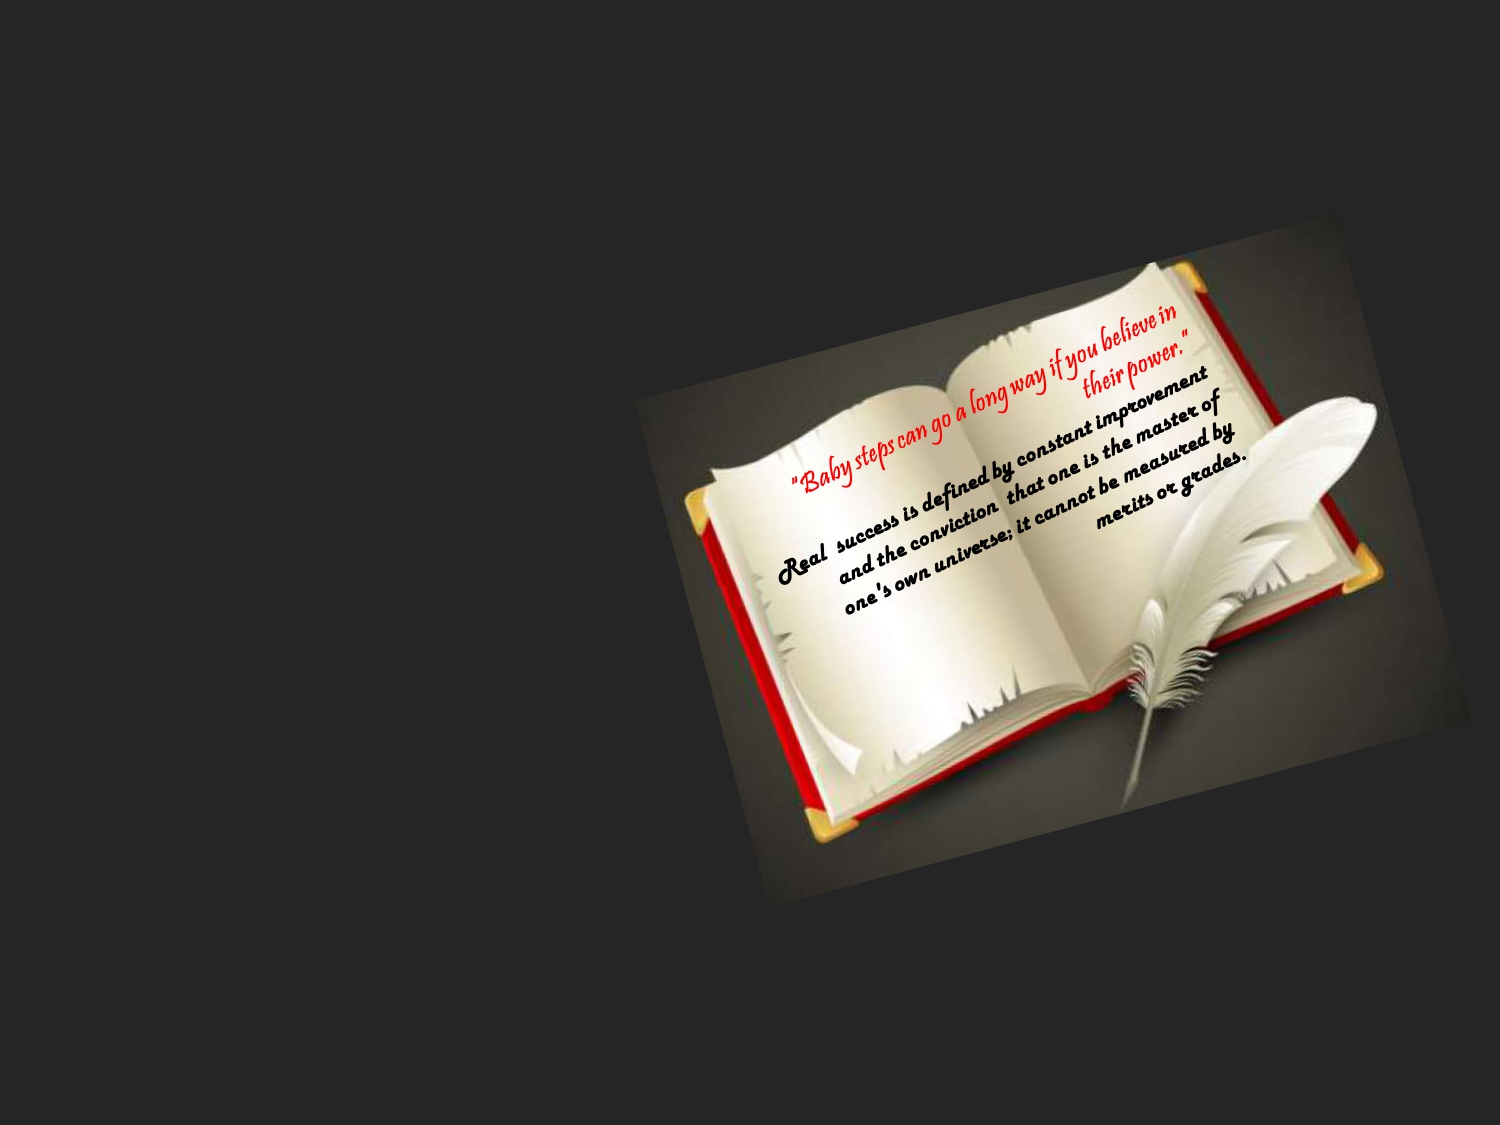 "Baby steps can go a long way if you believe in
their power."
Real success is defined by constant improvement
and the conviction that one is the master of
one's own universe; it cannot be measured by
merits or grades.